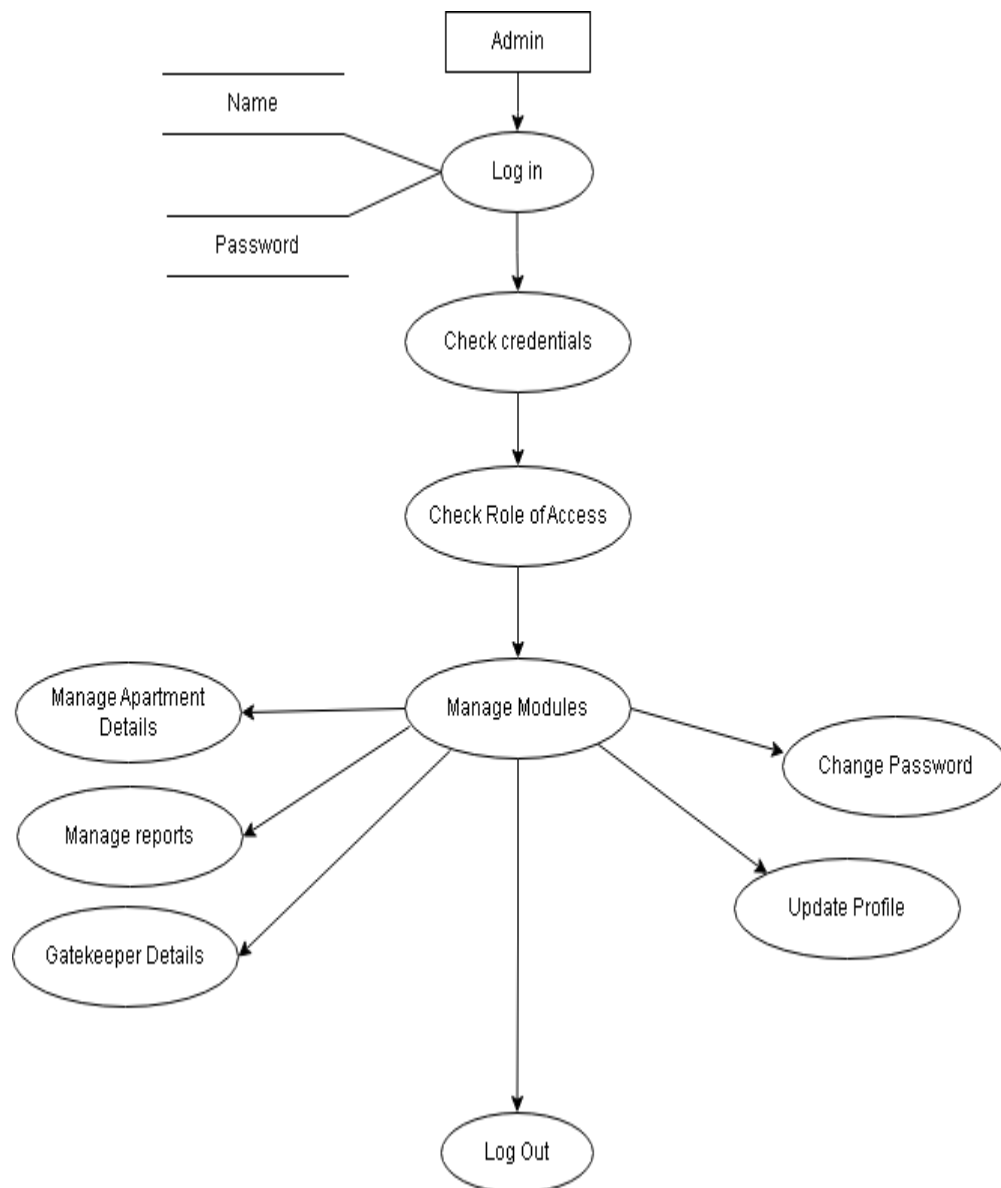 Admin
Name
Log in
Password
Check credentials
Check Role of Access
Manage Apartment
Details
Manage Modules
Change Password
Manage reports
Update Profile
Gatekeeper Details
Log Out